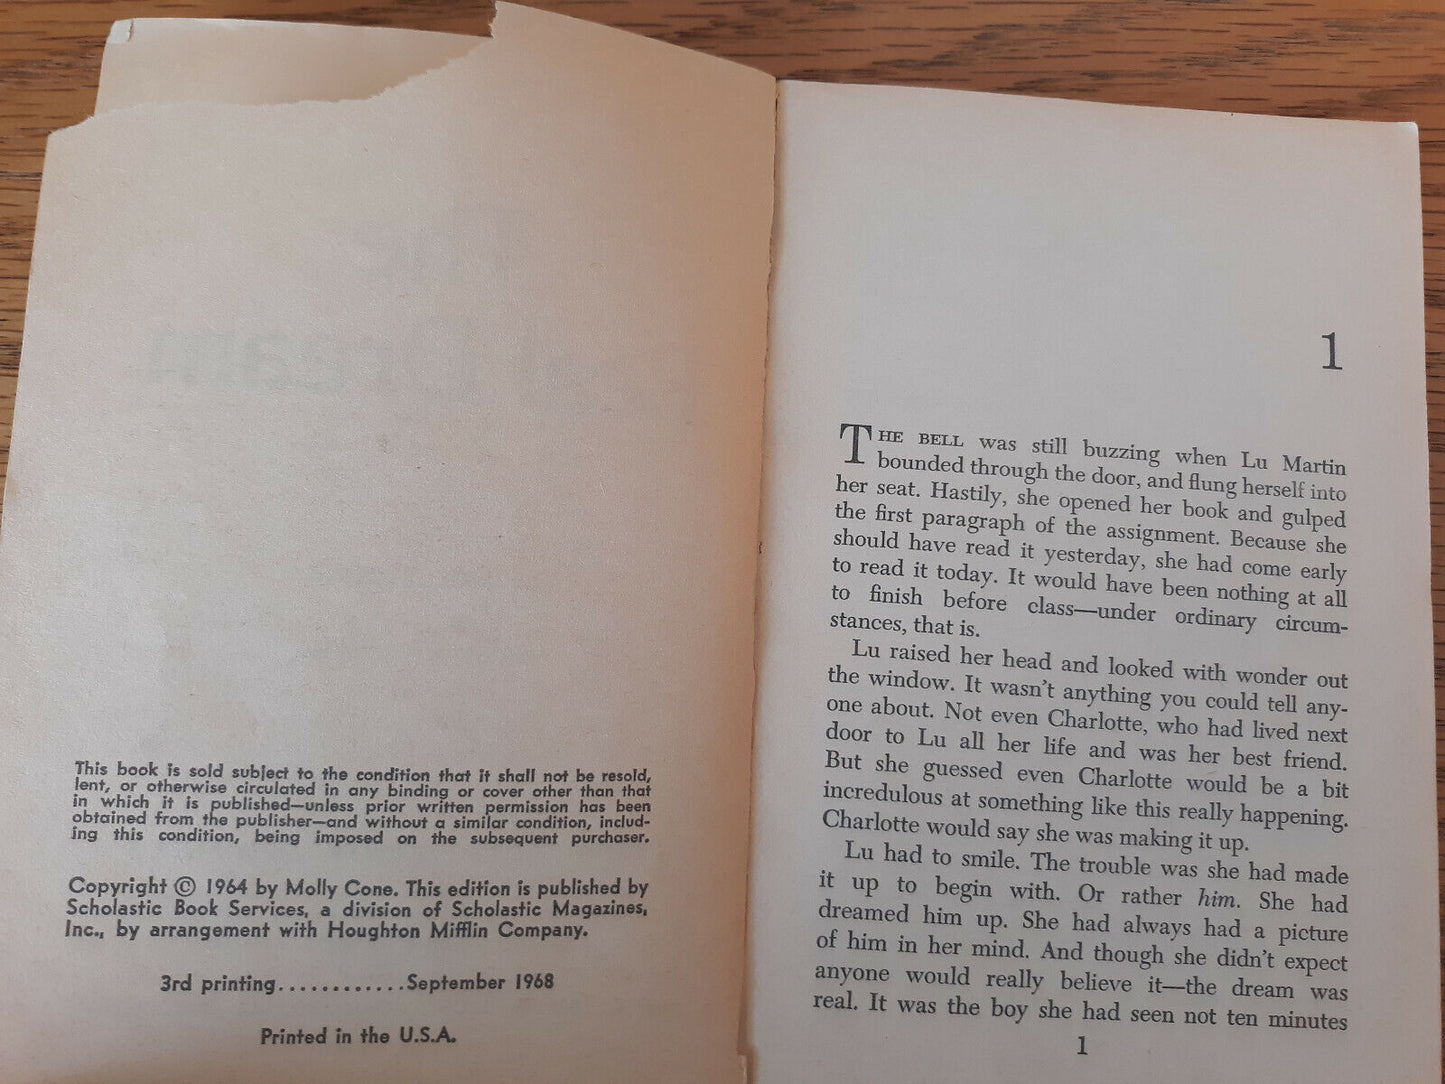 This book is sold subject to the condition that it shall not be resold,
lent, or otherwise circulated in any binding or cover other than that
in which it is published—unless prior written permission has been
obtained from the publisher—and without a similar condition, includ-
ing this condition, being imposed on the subsequent purchaser.
Copyright © 1964 by Molly Cone. This edition is published by
Scholastic Book Services, a division of Scholastic Magazines,
Inc., by arrangement with Houghton Mifflin Company.
3rd printing............September 1968
Printed in the U.S.A.
1
THE BELL was still buzzing when Lu Martin
bounded through the door, and flung herself into
her seat. Hastily, she opened her book and gulped
the first paragraph of the assignment. Because she
should have read it yesterday, she had come early
to read it today. It would have been nothing at all
to finish before class—under ordinary circum-
stances, that is.
Lu raised her head and looked with wonder out
the window. It wasn't anything you could tell any-
one about. Not even Charlotte, who had lived next
door to Lu all her life and was her best friend.
But she guessed even Charlotte would be a bit
incredulous at something like this really happening.
Charlotte would say she was making it up.
Lu had to smile. The trouble was she had made
it up to begin with. Or rather him. She had
dreamed him up. She had always had a picture
of him in her mind. And though she didn't expect
anyone would really believe it—the dream was
real. It was the boy she had seen not ten minutes
1